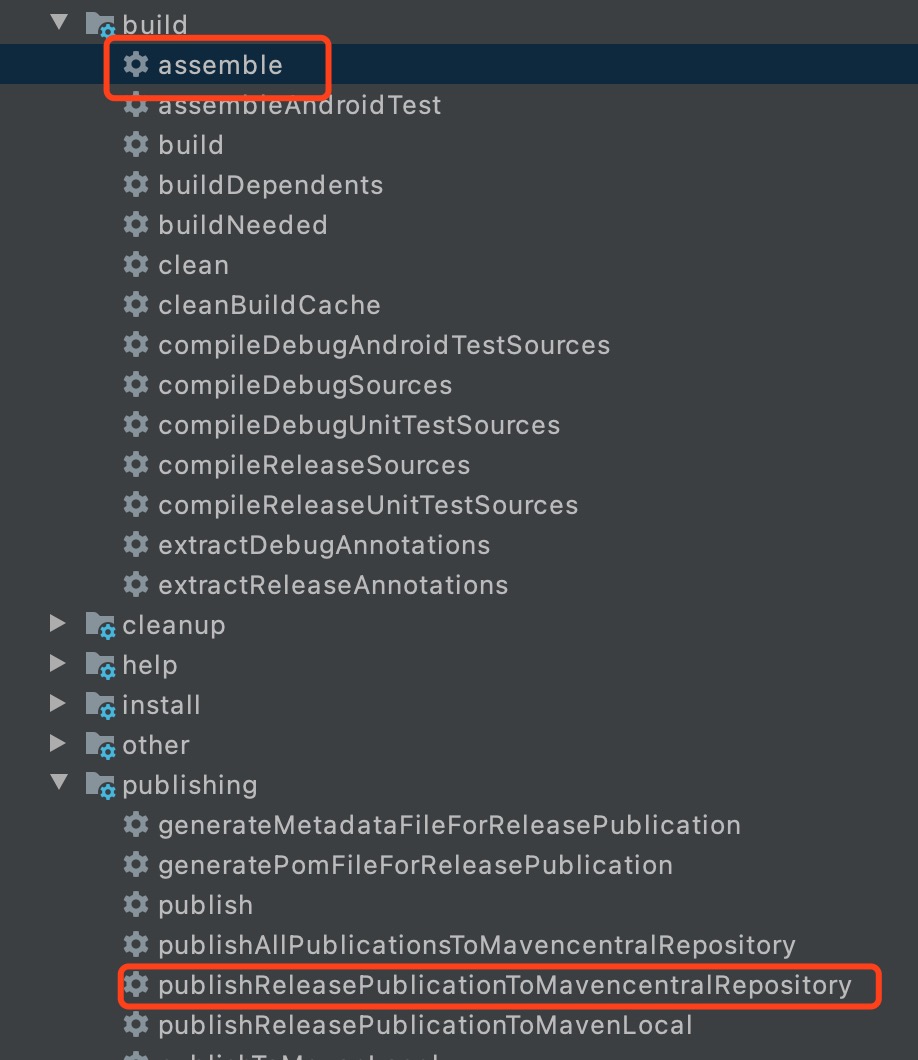 build
assemble
assembleAndroidTest
build
buildDependents
buildNeeded
clean
cleanBuildCache
compileDebugAndroidTestSources
compileDebugSources
compileDebugUnitTestSources
compileReleaseSources
compileReleaseUnitTestSources
extractDebugAnnotations
extractReleaseAnnotations
cleanup
help
install
other
publishing
generateMetadataFileForReleasePublication
generatePomFileForReleasePublication
publish
publishAllPublicationsToMavencentralRepository
publishReleasePublicationToMavencentralRepository
publishReleasePublicationToMavenLocal